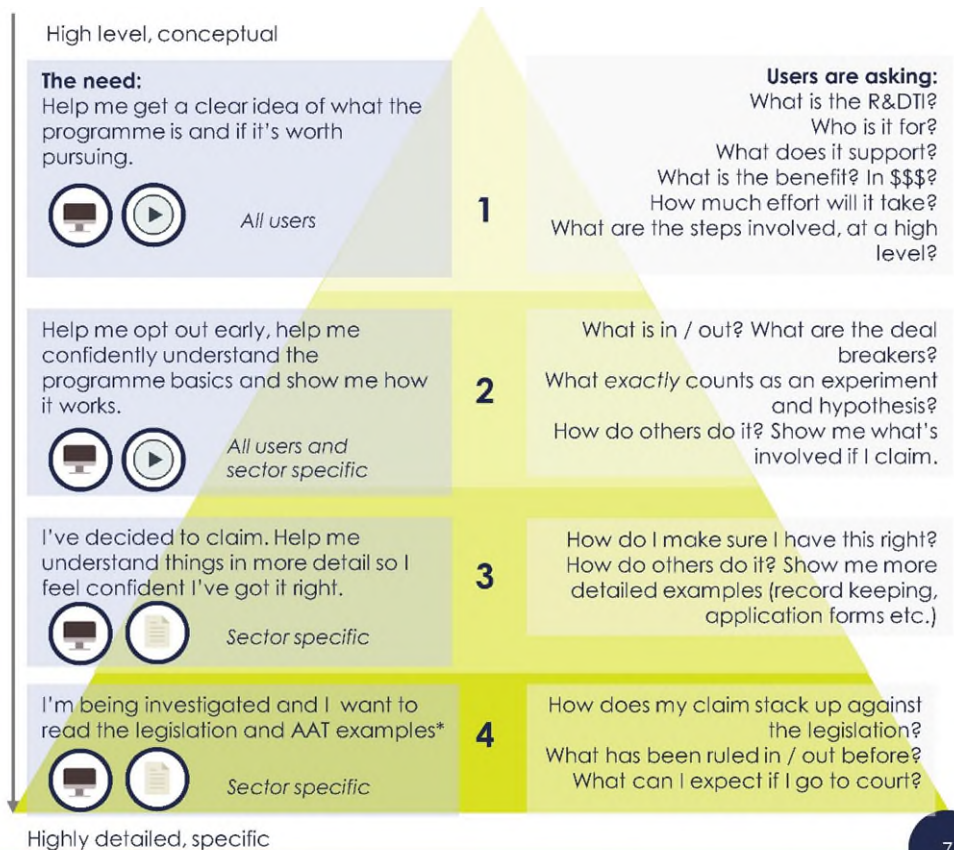 High level, conceptual
The need:
Help me get a clear idea of what the
programme is and if it's worth
pursuing.
All users
1
Users are asking:
What is the R&DTI?
Who is it for?
What does it support?
What is the benefit? In $$$?
How much effort will it take?
What are the steps involved, at a high
level?
Help me opt out early, help me
confidently understand the
programme basics and show me how
it works.
All users and
sector specific
2
What is in / out? What are the deal
breakers?
What exactly counts as an experiment
and hypothesis?
How do others do it? Show me what's
involved if I claim.
I've decided to claim. Help me
understand things in more detail so I
feel confident I've got it right.
Sector specific
3
How do I make sure I have this right?
How do others do it? Show me more
detailed examples (record keeping,
application forms etc.)
I'm being investigated and I want to
read the legislation and AAT examples*
Sector specific
4
How does my claim stack up against
the legislation?
What has been ruled in / out before?
What can I expect if I go to court?
Highly detailed, specific
7